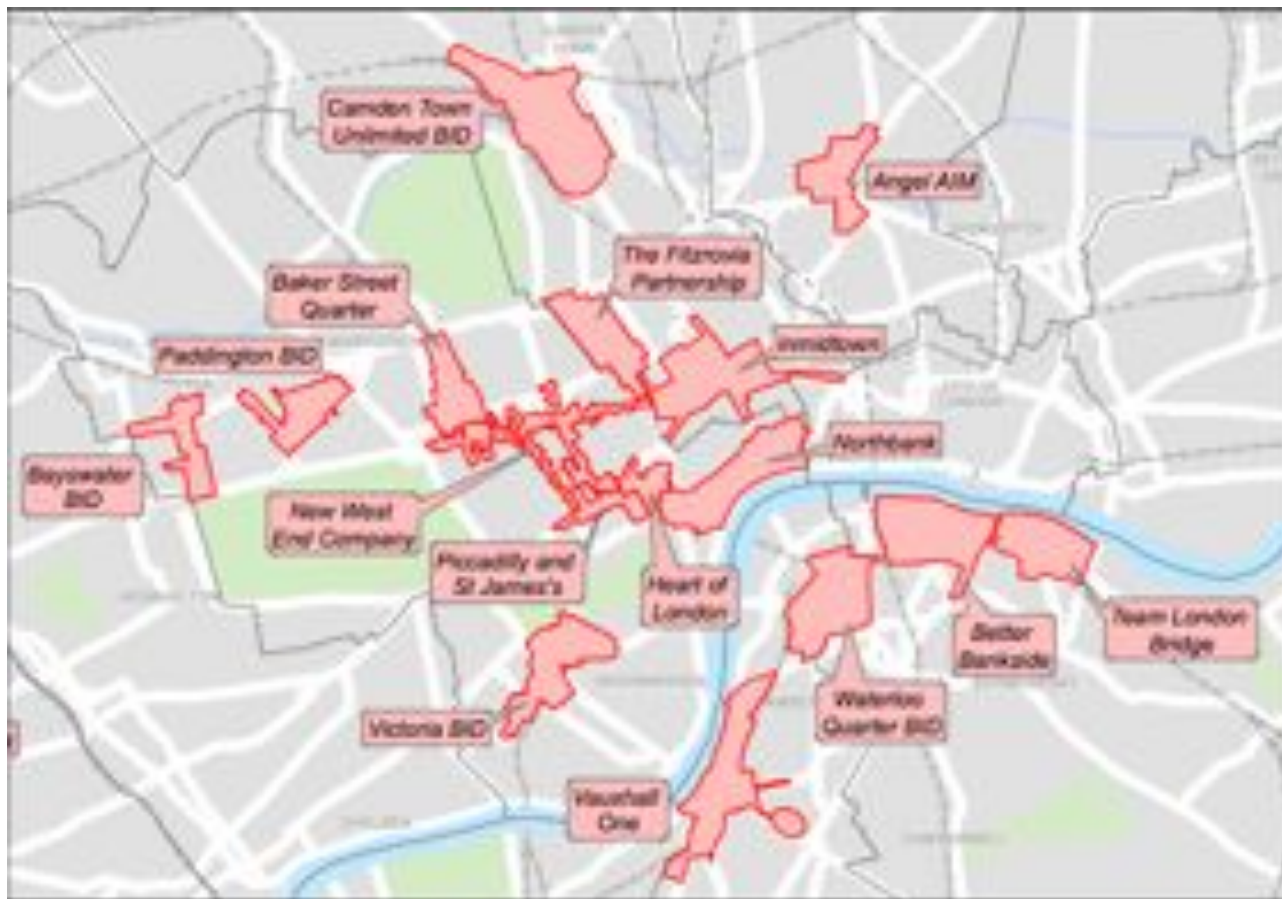 Camden Town
Unlimited BID
Angel AIM
The Fitzrovia
Partnership
Baker Street
Quarter
inmidtown
Paddington BID
Northbank
Bayswater
BID
New West
End Company
Piccadilly and
St James's
Heart of
London
Team London
Bridge
Better
Bankside
Waterloo
Quarter BID
Victoria BID
Vauxhall
One